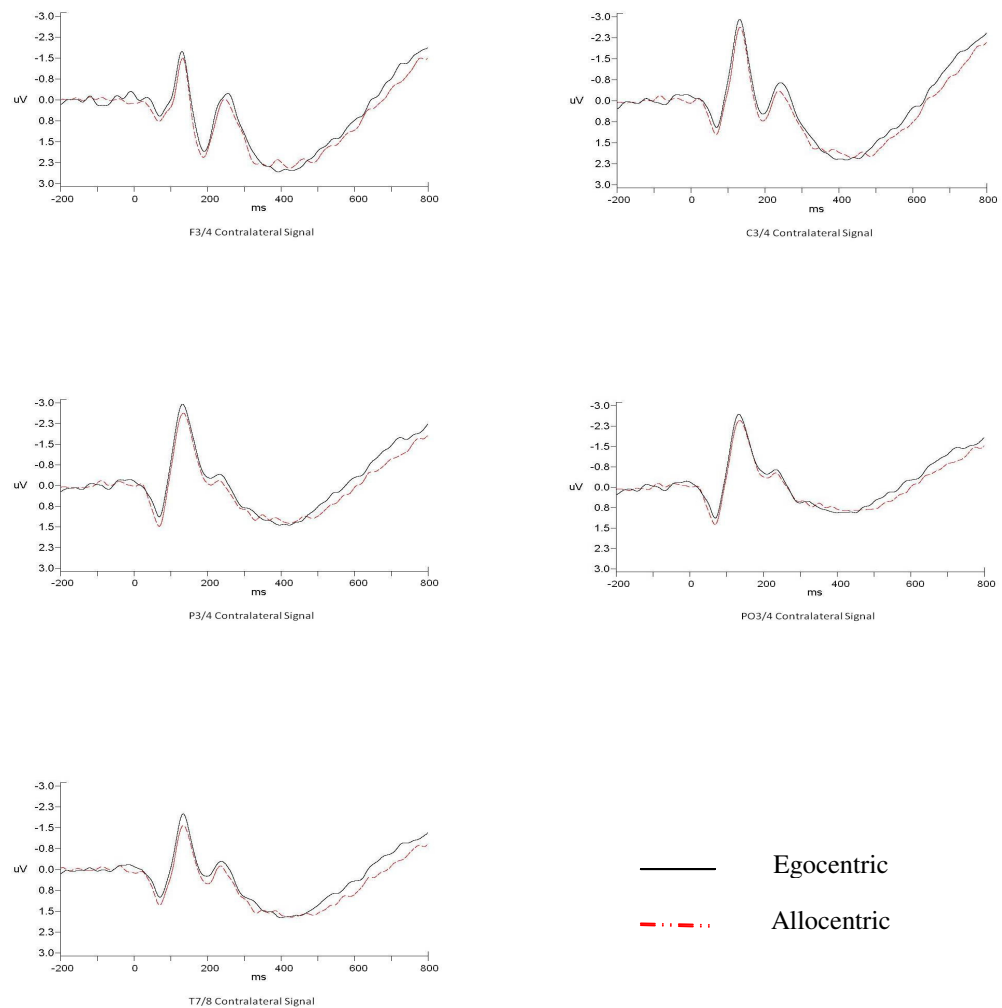 -3.0
-2.3
-1.5
-0.8
uV 0.0
0.8
1.5
2.3
3.0
-200 0 200 400 600 800
ms
F3/4 Contralateral Signal
-3.0
-2.3
-1.5
-0.8
uV 0.0
0.8
1.5
2.3
3.0
-200 0 200 400 600 800
ms
C3/4 Contralateral Signal
-3.0
-2.3
-1.5
-0.8
uV 0.0
0.8
1.5
2.3
3.0
-200 0 200 400 600 800
ms
P3/4 Contralateral Signal
-3.0
-2.3
-1.5
-0.8
uV 0.0
0.8
1.5
2.3
3.0
-200 0 200 400 600 800
ms
PO3/4 Contralateral Signal
-3.0
-2.3
-1.5
-0.8
uV 0.0
0.8
1.5
2.3
3.0
-200 0 200 400 600 800
ms
T7/8 Contralateral Signal
Egocentric
Allocentric